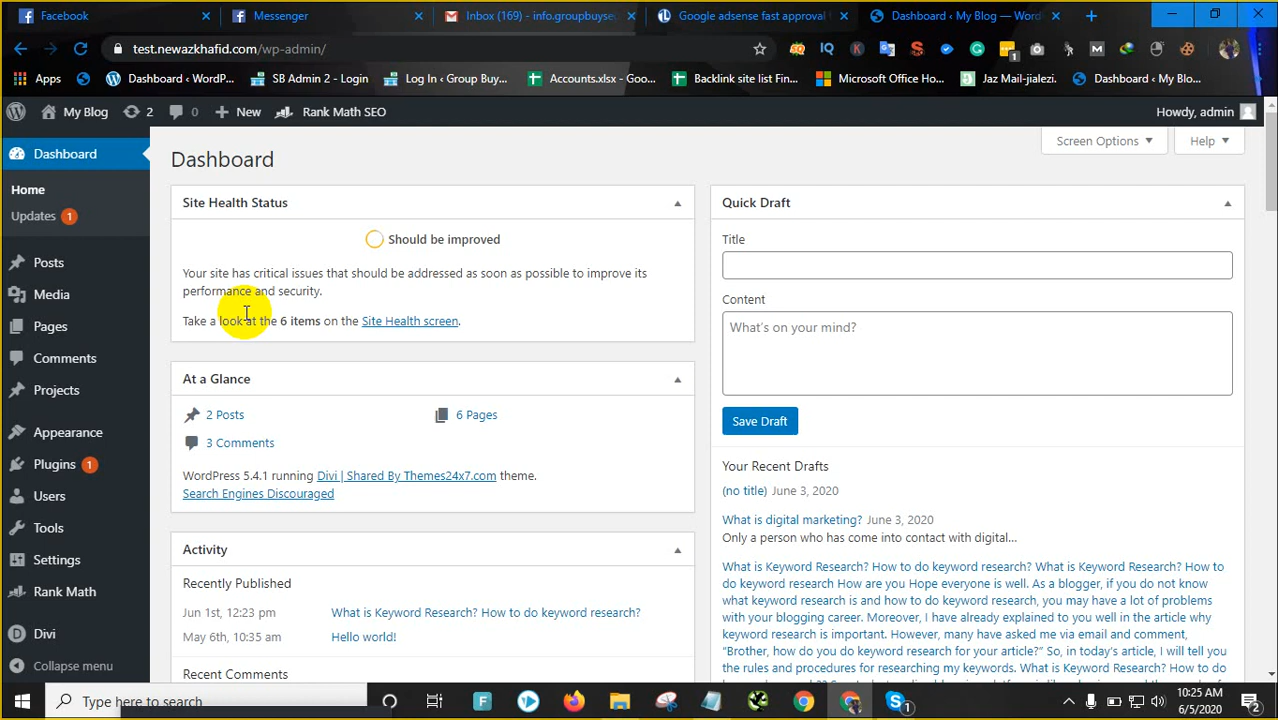 Facebook
Messenger
Inbox (169) - info.groupbuyse
Google adsense fast approval
Dashboard ‹ My Blog — Word
test.newazkhafid.com/wp-admin/
Apps
Dashboard ‹ WordP...
SB Admin 2 - Login
Log In ‹ Group Buy...
Accounts.xlsx - Goo...
Backlink site list Fin...
Microsoft Office Ho...
Jaz Mail-jialezi.
Dashboard ‹ My Blo...
My Blog
2
0
New
Rank Math SEO
Howdy, admin
Dashboard
Home
Updates 1
Posts
Media
Pages
Comments
Projects
Appearance
Plugins 1
Users
Tools
Settings
Rank Math
Divi
Collapse menu
Screen Options
Help
Dashboard
Site Health Status
Should be improved
Your site has critical issues that should be addressed as soon as possible to improve its
performance and security.
Take a look at the 6 items on the Site Health screen.
At a Glance
2 Posts
6 Pages
3 Comments
WordPress 5.4.1 running Divi | Shared By Themes24x7.com theme.
Search Engines Discouraged
Activity
Recently Published
Jun 1st, 12:23 pm What is Keyword Research? How to do keyword research?
May 6th, 10:35 am Hello world!
Recent Comments
Quick Draft
Title
Content
What's on your mind?
Save Draft
Your Recent Drafts
(no title) June 3, 2020
What is digital marketing? June 3, 2020
Only a person who has come into contact with digital...
What is Keyword Research? How to do keyword research? What is Keyword Research? How to
do keyword research How are you Hope everyone is well. As a blogger, if you do not know
what keyword research is and how to do keyword research, you may have a lot of problems
with your blogging career. Moreover, I have already explained to you well in the article why
keyword research is important. However, many have asked me via email and comment,
"Brother, how do you do keyword research for your article?" So, in today's article, I will tell you
the rules and procedures for researching my keywords. What is Keyword Research? How to
Type here to search
1
10:25 AM
6/5/2020
2